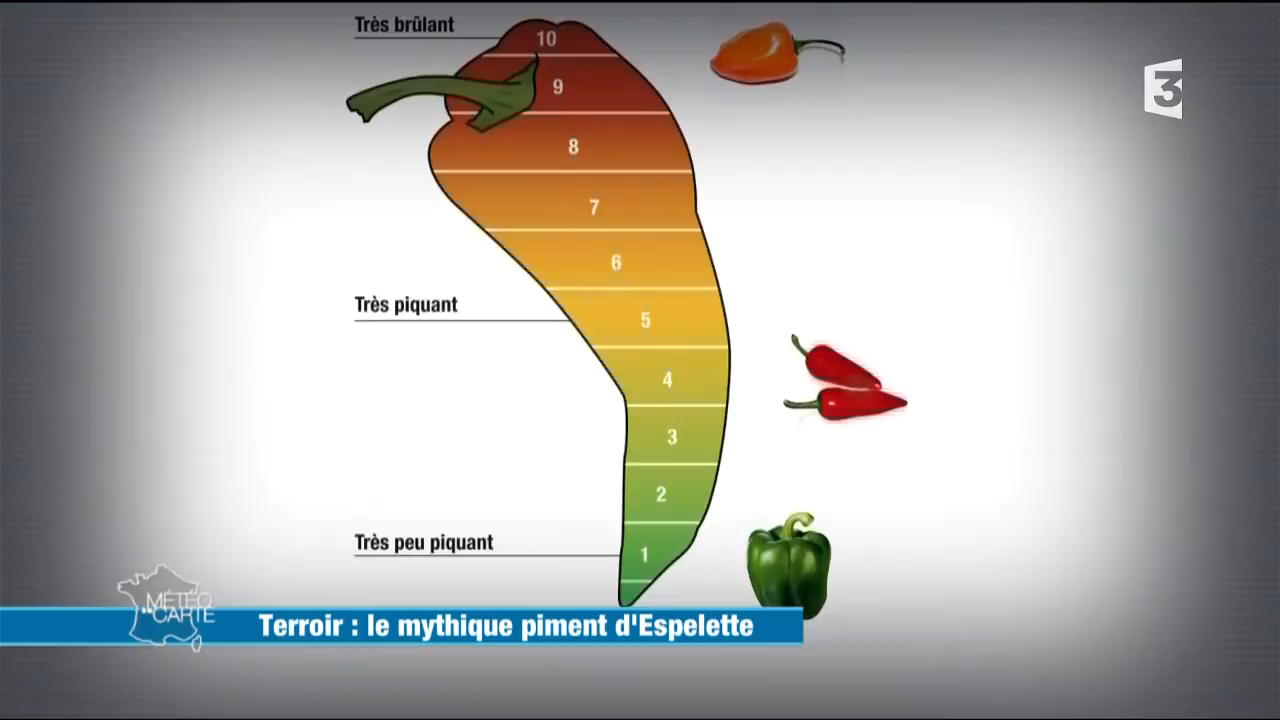 Très brûlant
10
9
8
7
6
Très piquant
5
4
3
2
Très peu piquant
1
3
MÉTÉO
À LA CARTE
Terroir : le mythique piment d'Espelette